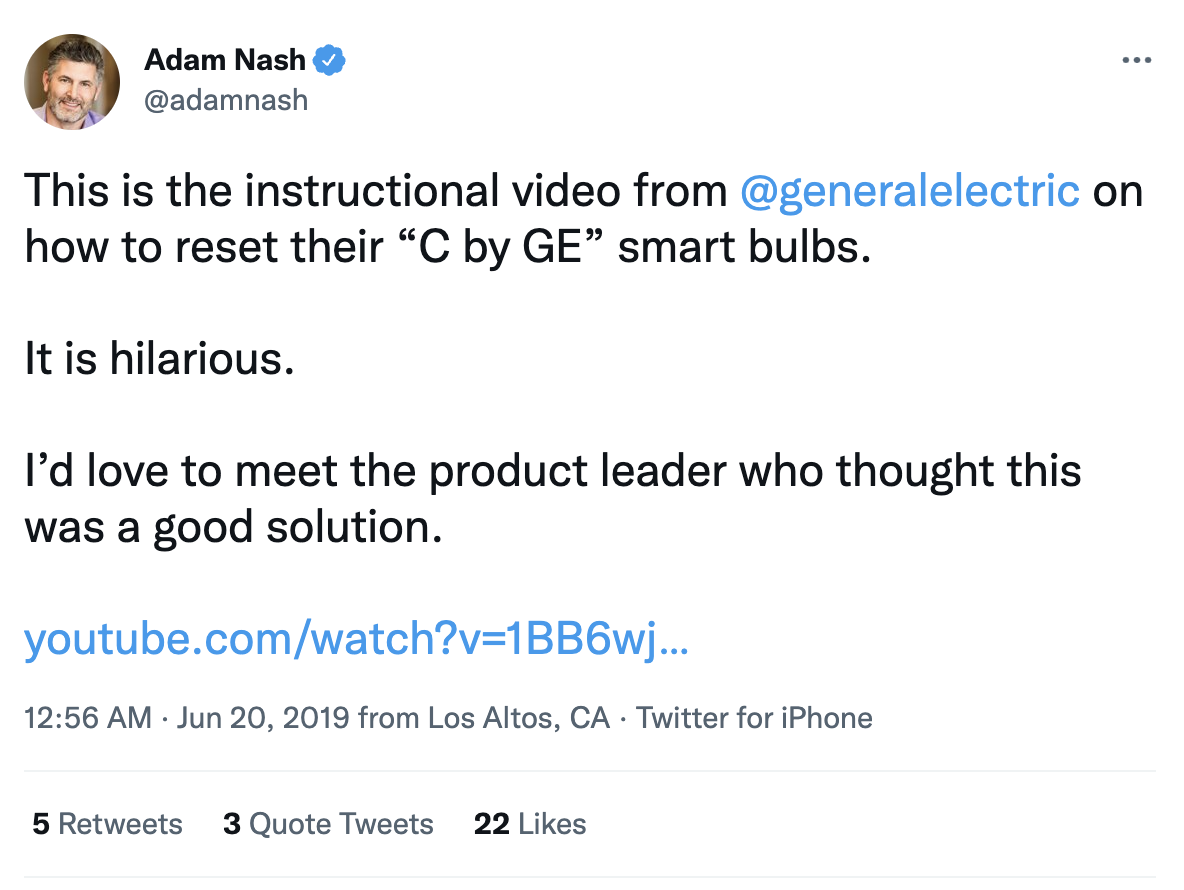 Adam Nash
@adamnash
This is the instructional video from @generalelectric on
how to reset their “C by GE” smart bulbs.
It is hilarious.
I’d love to meet the product leader who thought this
was a good solution.
youtube.com/watch?v=1BB6wj…
12:56 AM · Jun 20, 2019 from Los Altos, CA · Twitter for iPhone
5 Retweets 3 Quote Tweets 22 Likes